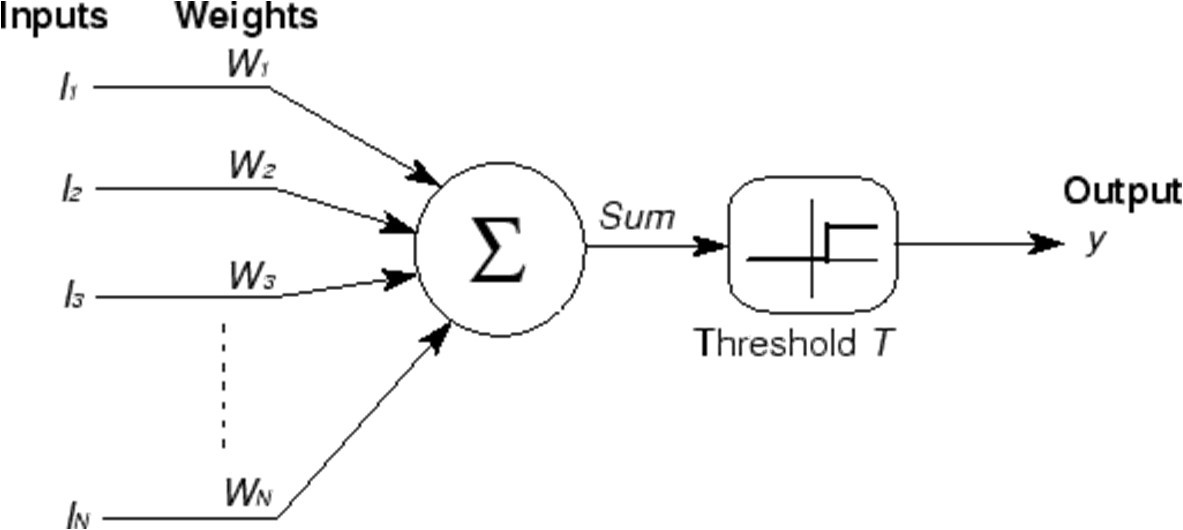 Inputs Weights
I1 W1
I2 W2
I3 W3
IN WN
Σ
Sum
Threshold T
Output
y